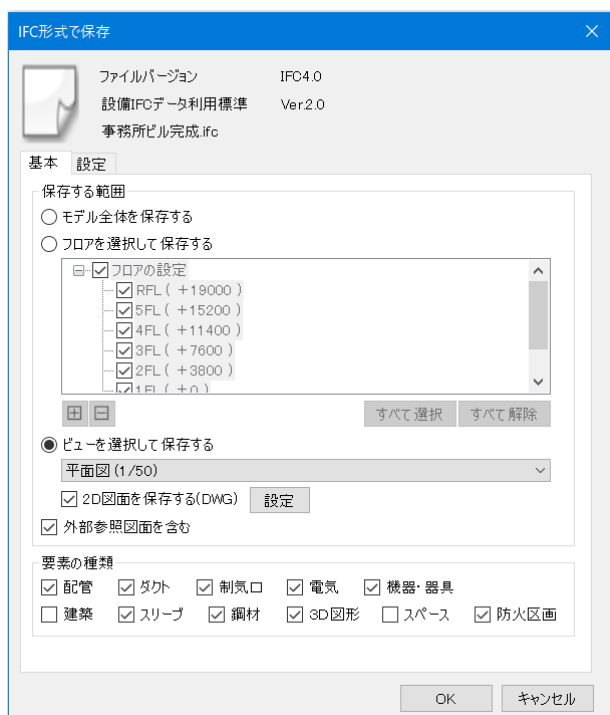 IFC形式で保存
ファイルバージョン IFC4.0
設備IFCデータ利用標準 Ver.2.0
事務所ビル完成.ifc
基本 設定
保存する範囲
モデル全体を保存する
フロアを選択して保存する
フロアの設定
RFL ( +19000 )
5FL ( +15200 )
4FL ( +11400 )
3FL ( +7600 )
2FL ( +3800 )
1FL ( ±0 )
すべて選択 すべて解除
ビューを選択して保存する
平面図 (1/50)
2D図面を保存する(DWG) 設定
外部参照図面を含む
要素の種類
配管 ダクト 制気口 電気 機器・器具
建築 スリーブ 鋼材 3D図形 スペース 防火区画
OK キャンセル